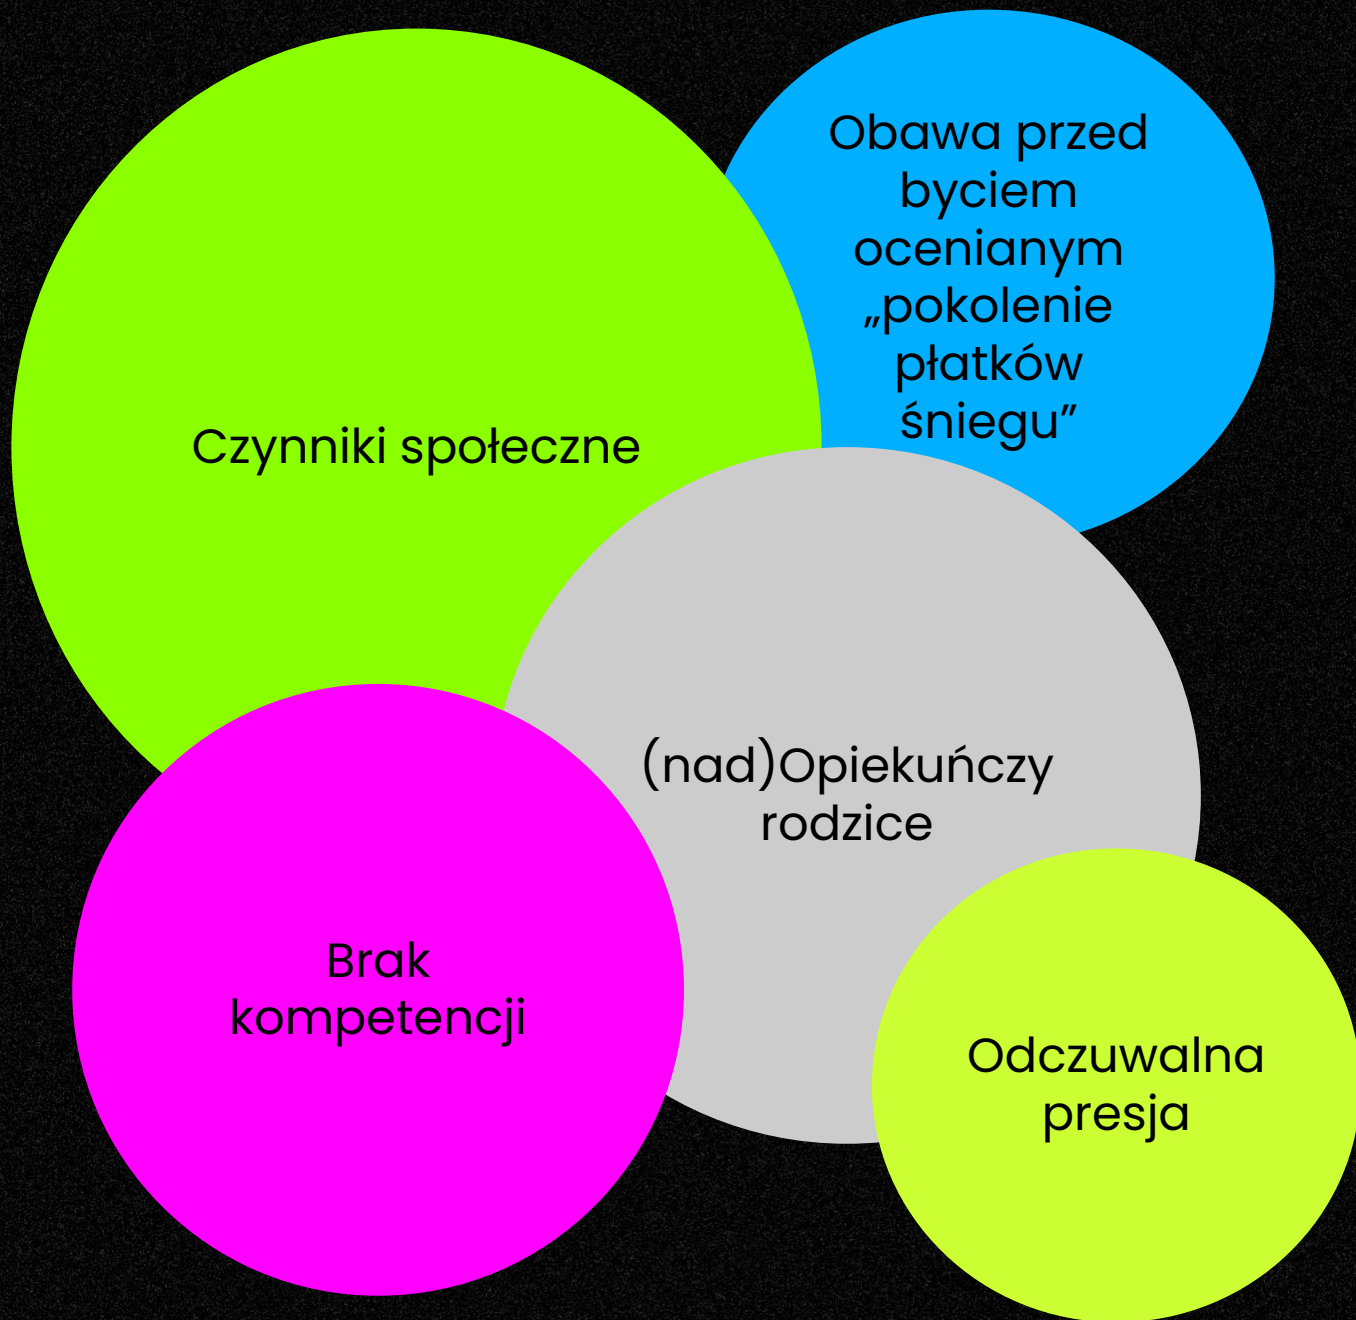 Obawa przed
byciem
ocenianym
„pokolenie
płatków
śniegu”
Czynniki społeczne
(nad)Opiekuńczy
rodzice
Brak
kompetencji
Odczuwalna
presja